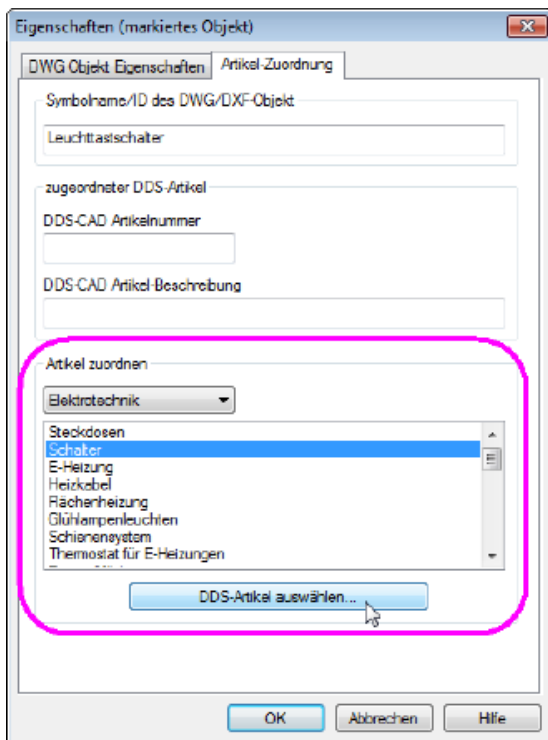 Eigenschaften (markiertes Objekt)
DWG Objekt Eigenschaften
Artikel-Zuordnung
Symbolname/ID des DWG/DXF-Objekt
Leuchttastschalter
zugeordneter DDS-Artikel
DDS-CAD Artikelnummer
DDS-CAD Artikel-Beschreibung
Artikel zuordnen
Elektrotechnik
Steckdosen
Schalter
E-Heizung
Heizkabel
Flächenheizung
Glühlampenleuchten
Schienensystem
Thermostat für E-Heizungen
DDS-Artikel auswählen...
OK
Abbrechen
Hilfe